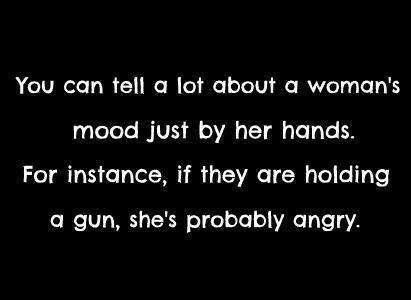 You can tell a lot about a woman's
mood just by her hands.
For instance, if they are holding
a gun, she's probably angry.